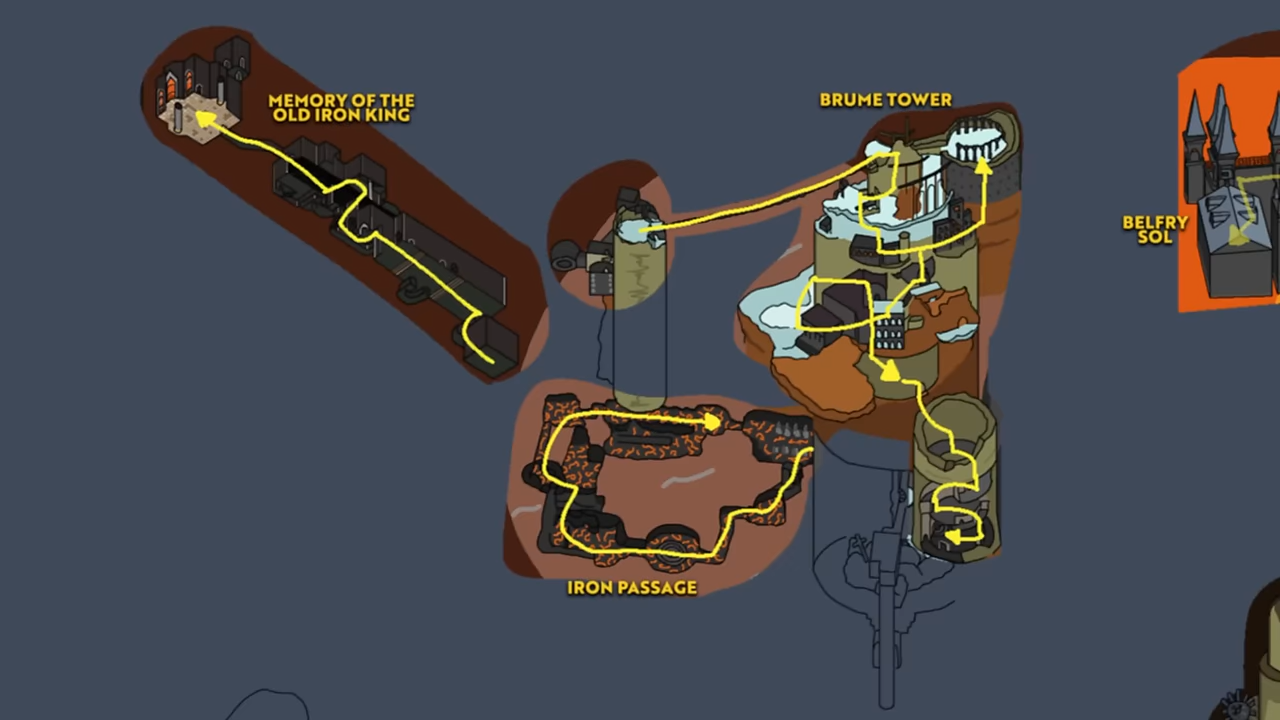 MEMORY OF THE
OLD IRON KING
BRUME TOWER
BELFRY
SOL
IRON PASSAGE